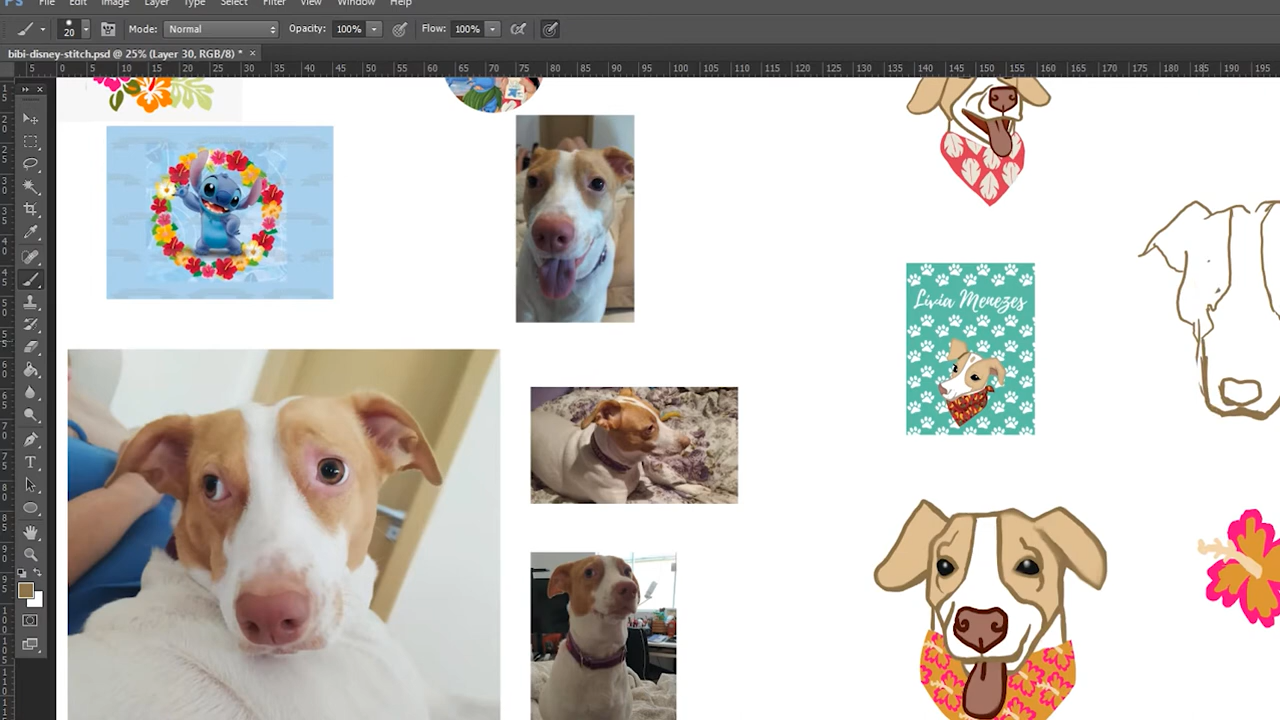 Ps File Edit Image Layer Type Select Filter View Window Help
20 Mode: Normal Opacity: 100% Flow: 100%
bibi-disney-stitch.psd @ 25% (Layer 30, RGB/8) * ×
5 0 5 10 15 20 25 30 35 40 45 50 55 60 65 70 75 80 85 90 95 100 105 110 115 120 125 130 135 140 145 150 155 160 165 170 175 180 185 190 195
Lívia Menezes
T